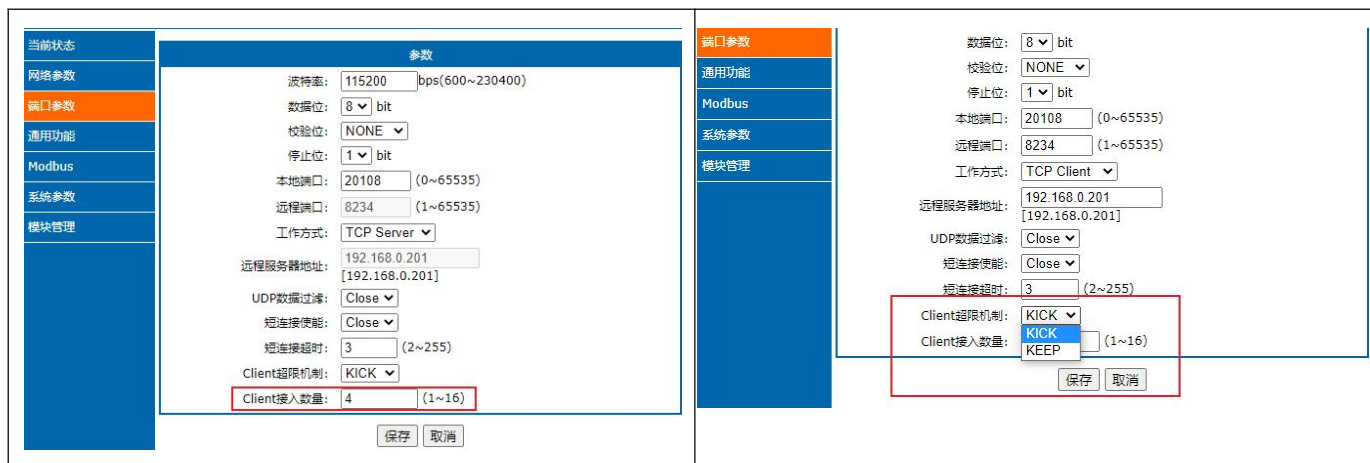 当前状态
网络参数
端口参数
通用功能
Modbus
系统参数
模块管理
参数
波特率: 115200 bps(600~230400)
数据位: 8 bit
校验位: NONE
停止位: 1 bit
本地端口: 20108 (0~65535)
远程端口: 8234 (1~65535)
工作方式: TCP Server
远程服务器地址: 192.168.0.201
[192.168.0.201]
UDP数据过滤: Close
短连接使能: Close
短连接超时: 3 (2~255)
Client超限机制: KICK
Client接入数量: 4 (1~16)
保存 取消
端口参数
通用功能
Modbus
系统参数
模块管理
数据位: 8 bit
校验位: NONE
停止位: 1 bit
本地端口: 20108 (0~65535)
远程端口: 8234 (1~65535)
工作方式: TCP Client
远程服务器地址: 192.168.0.201
[192.168.0.201]
UDP数据过滤: Close
短连接使能: Close
短连接超时: 3 (2~255)
Client超限机制: KICK
KICK
Client接入数量: (1~16)
KEEP
保存 取消